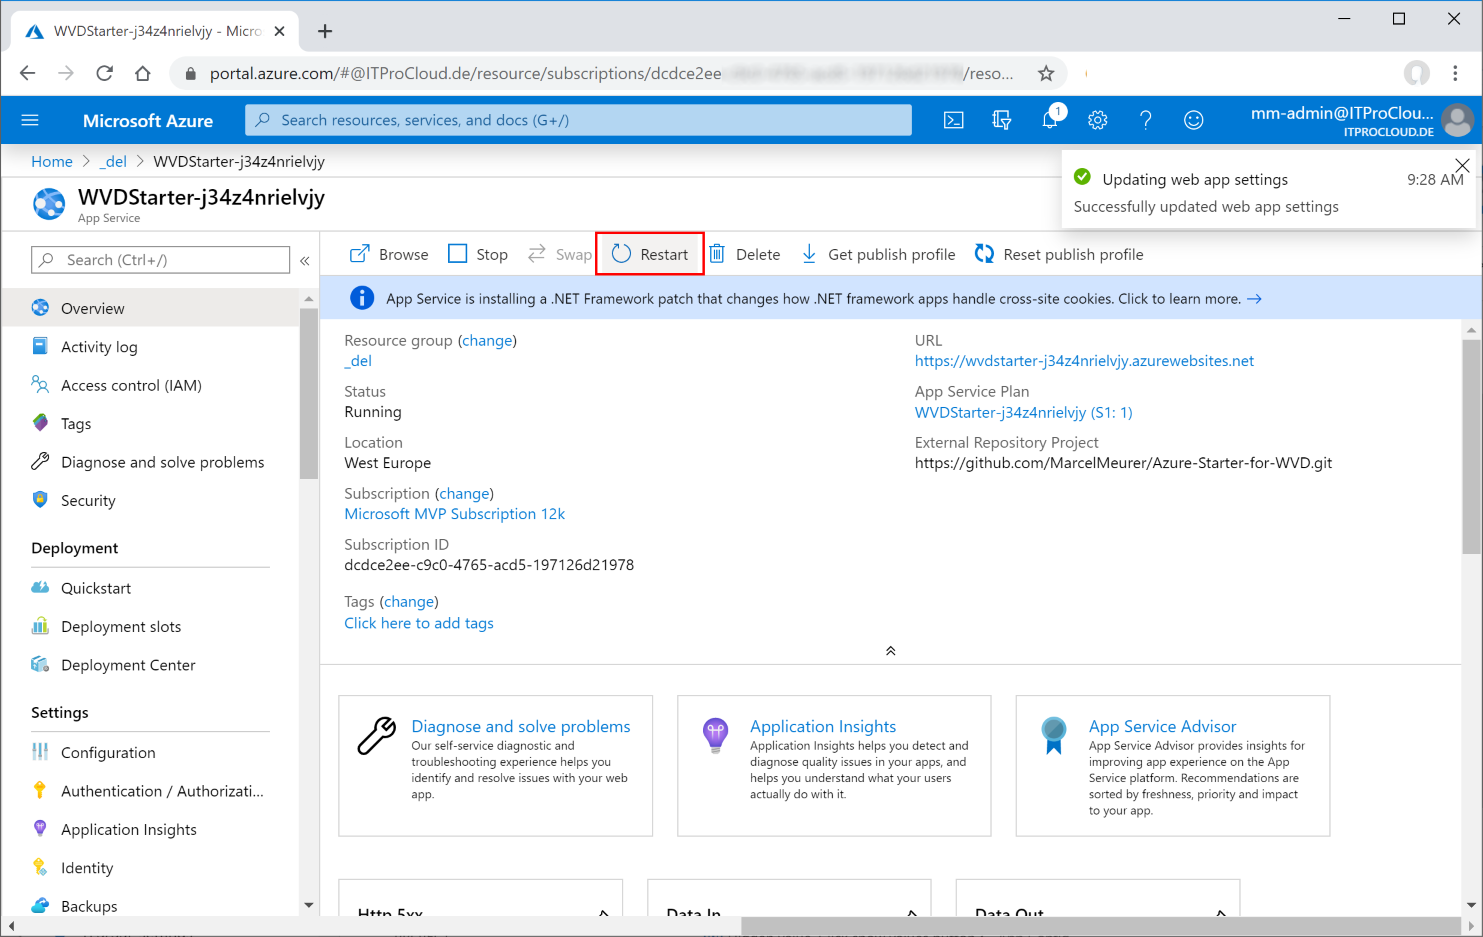 WVDStarter-j34z4nrielvjy - Micro
portal.azure.com/#@ITProCloud.de/resource/subscriptions/dcdce2ee
/reso...
Microsoft Azure
Search resources, services, and docs (G+/)
1
mm-admin@ITProClou...
ITPROCLOUD.DE
Home > _del > WVDStarter-j34z4nrielvjy
Updating web app settings
9:28 AM
Successfully updated web app settings
WVDStarter-j34z4nrielvjy
App Service
Search (Ctrl+/)
«
Browse
Stop
Swap
Restart
Delete
Get publish profile
Reset publish profile
App Service is installing a .NET Framework patch that changes how .NET framework apps handle cross-site cookies. Click to learn more. →
Overview
Activity log
Access control (IAM)
Tags
Diagnose and solve problems
Security
Deployment
Quickstart
Deployment slots
Deployment Center
Settings
Configuration
Authentication / Authorizati...
Application Insights
Identity
Backups
Resource group (change)
_del
Status
Running
Location
West Europe
Subscription (change)
Microsoft MVP Subscription 12k
Subscription ID
dcdce2ee-c9c0-4765-acd5-197126d21978
Tags (change)
Click here to add tags
URL
https://wvdstarter-j34z4nrielvjy.azurewebsites.net
App Service Plan
WVDStarter-j34z4nrielvjy (S1: 1)
External Repository Project
https://github.com/MarcelMeurer/Azure-Starter-for-WVD.git
Diagnose and solve problems
Our self-service diagnostic and
troubleshooting experience helps you
identify and resolve issues with your web
app.
Application Insights
Application Insights helps you detect and
diagnose quality issues in your apps, and
helps you understand what your users
actually do with it.
App Service Advisor
App Service Advisor provides insights for
improving app experience on the App
Service platform. Recommendations are
sorted by freshness, priority and impact
to your app.
Http 5xx
Data In
Data Out